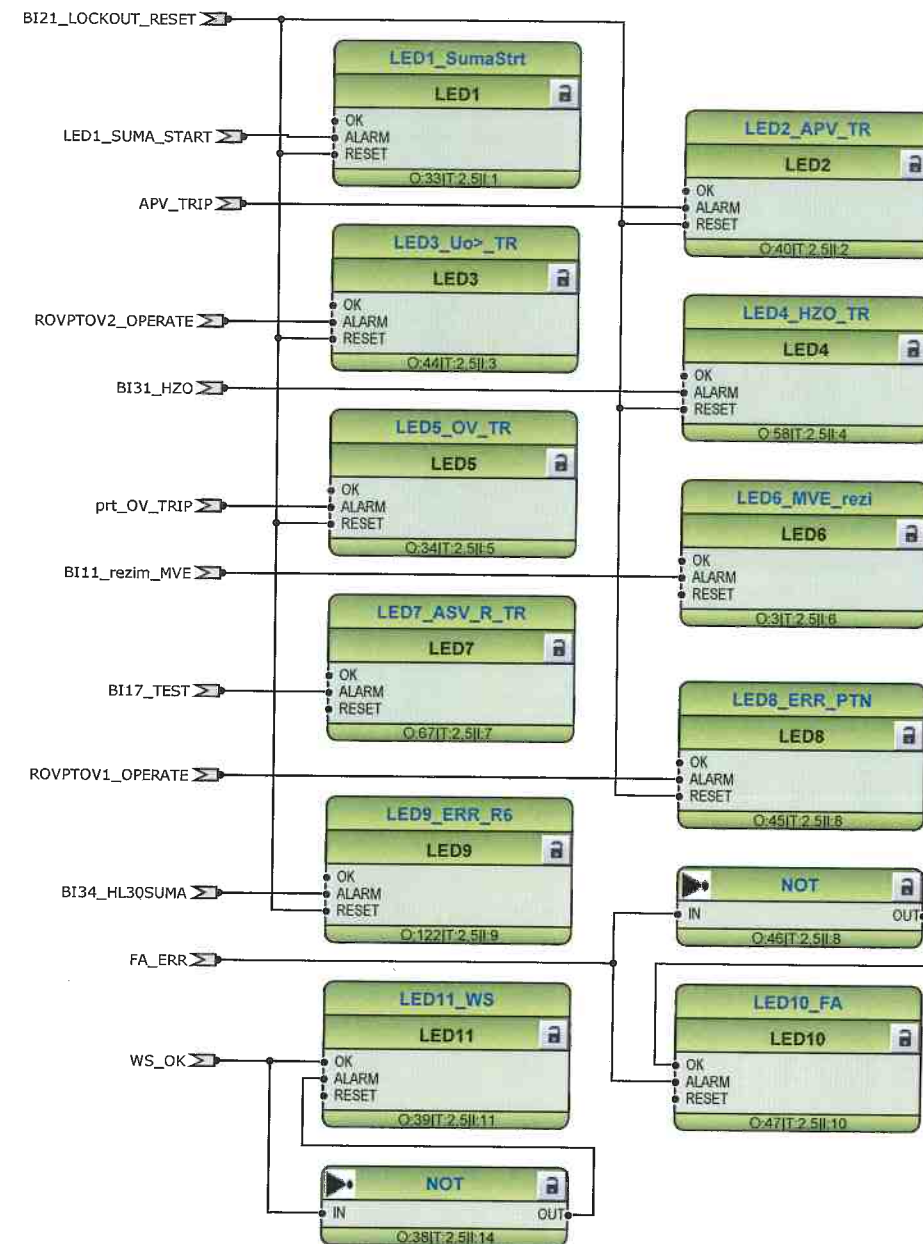 BI21_LOCKOUT_RESET
LED1_SumaStrt
LED1
OK
LED1_SUMA_START
ALARM
RESET
O:33|T:2.5|I:1
LED2_APV_TR
LED2
OK
APV_TRIP
ALARM
RESET
O:40|T:2.5|I:2
LED3_Uo>_TR
LED3
OK
ROVPTOV2_OPERATE
ALARM
RESET
O:44|T:2.5|I:3
LED4_HZO_TR
LED4
OK
BI31_HZO
ALARM
RESET
O:58|T:2.5|I:4
LED5_OV_TR
LED5
OK
prt_OV_TRIP
ALARM
RESET
O:34|T:2.5|I:5
LED6_MVE_rezi
LED6
OK
BI11_rezim_MVE
ALARM
RESET
O:3|T:2.5|I:6
LED7_ASV_R_TR
LED7
OK
BI17_TEST
ALARM
RESET
O:67|T:2.5|I:7
LED8_ERR_PTN
LED8
OK
ROVPTOV1_OPERATE
ALARM
RESET
O:45|T:2.5|I:8
LED9_ERR_R6
LED9
OK
BI34_HL30SUMA
ALARM
RESET
O:122|T:2.5|I:9
NOT
IN
OUT
O:46|T:2.5|I:8
FA_ERR
LED10_FA
LED10
OK
ALARM
RESET
O:47|T:2.5|I:10
LED11_WS
LED11
WS_OK
OK
ALARM
RESET
O:39|T:2.5|I:11
NOT
IN
OUT
O:38|T:2.5|I:14